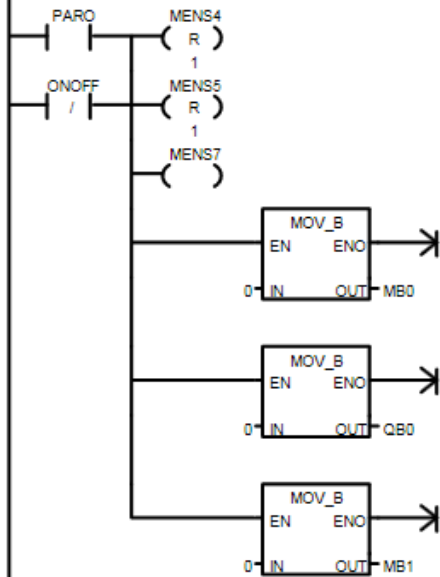 PARO MENS4
R
1
ONOFF MENS5
/ R
1
MENS7
MOV_B
EN ENO
0 IN OUT MB0
MOV_B
EN ENO
0 IN OUT QB0
MOV_B
EN ENO
0 IN OUT MB1